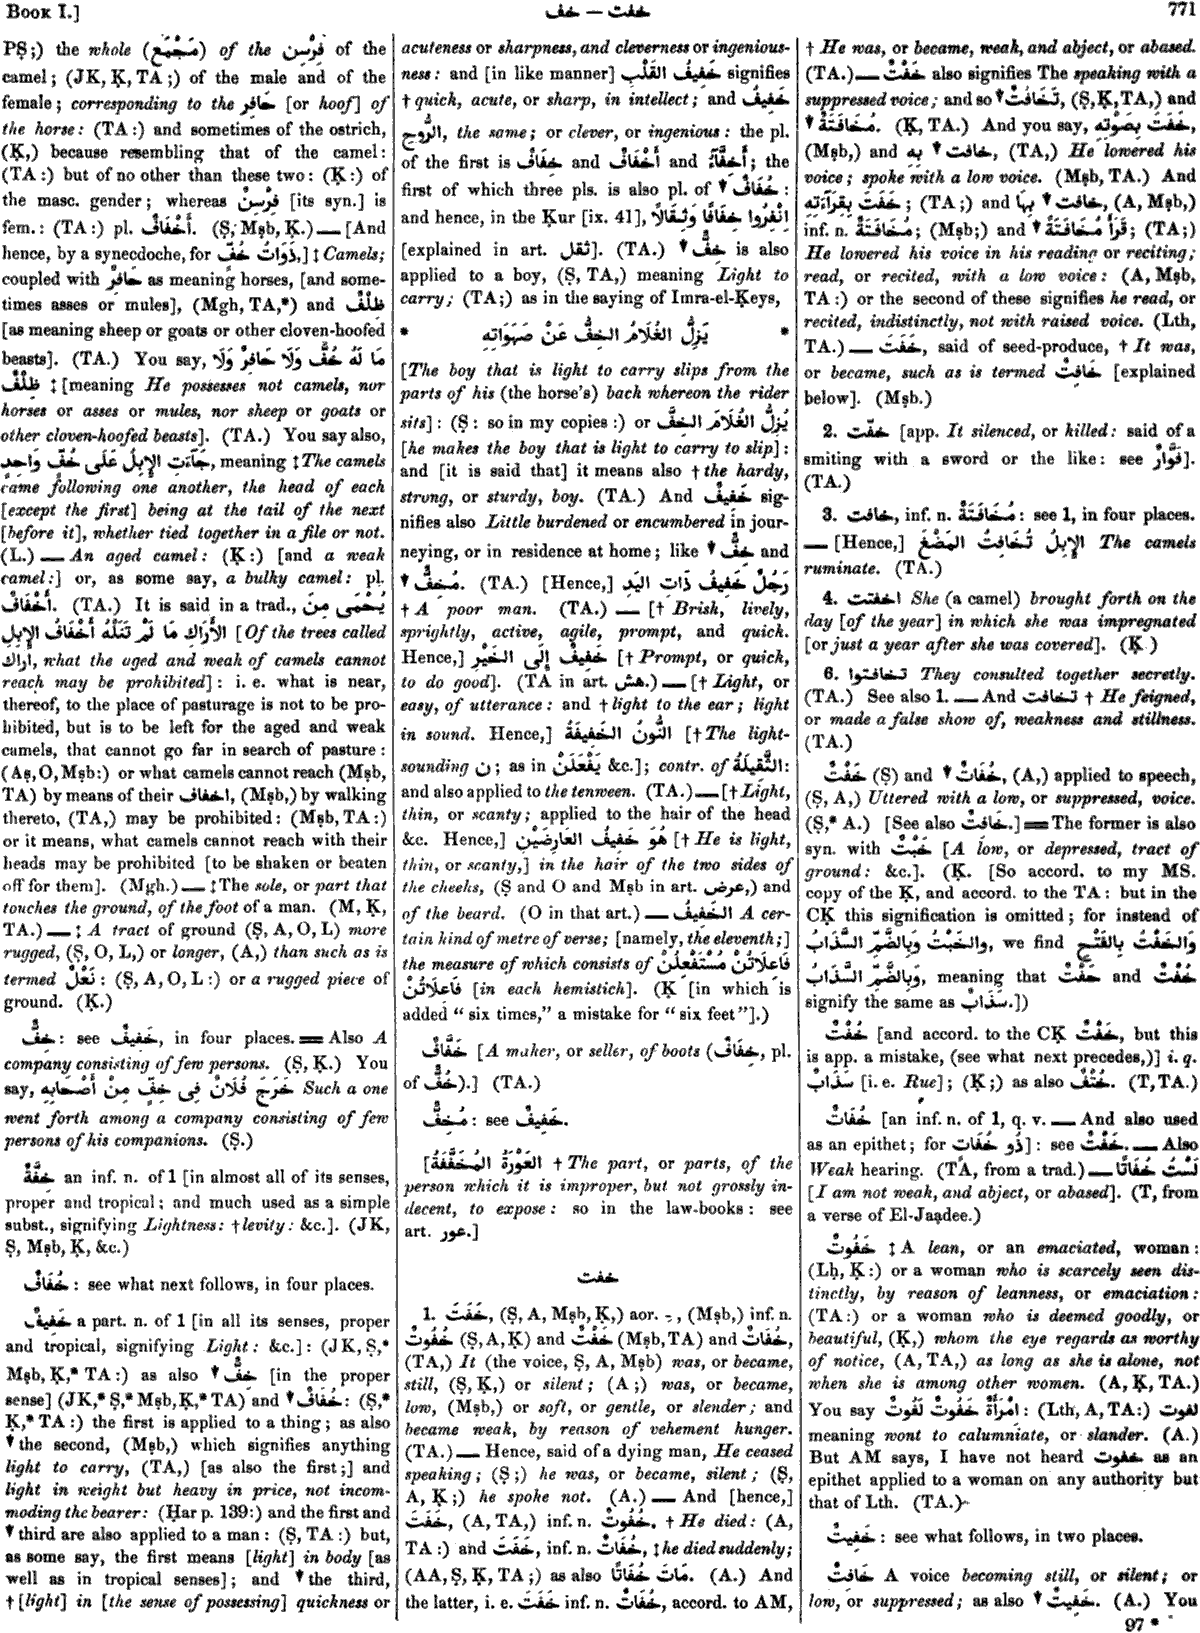 BOOK I.]
خف — خفت
771
PṢ;) the whole (مَجْمَع) of the فِرْسِن of the
camel; (JK, Ḳ, TA;) of the male and of the
female; corresponding to the حَافِر [or hoof] of
the horse: (TA:) and sometimes of the ostrich,
(Ḳ,) because resembling that of the camel:
(TA:) but of no other than these two: (Ḳ:) of
the masc. gender; whereas فِرْسِنٌ [its syn.] is
fem.: (TA:) pl. أَخْفَافٌ. (Ṣ, Mṣb, Ḳ.) — [And
hence, by a synecdoche, for ذَوَاتُ خُفٍّ,] ‡ Camels;
coupled with حَافِرٌ as meaning horses, [and some-
times asses or mules], (Mgh, TA,*) and ظِلْفٌ
[as meaning sheep or goats or other cloven-hoofed
beasts]. (TA.) You say, مَا لَهُ خُفٌّ وَلَا حَافِرٌ وَلَا
ظِلْفٌ ‡ [meaning He possesses not camels, nor
horses or asses or mules, nor sheep or goats or
other cloven-hoofed beasts]. (TA.) You say also,
جَآءَتِ الإِبِلُ عَلَى خُفٍّ وَاحِدٍ, meaning ‡ The camels
came following one another, the head of each
[except the first] being at the tail of the next
[before it], whether tied together in a file or not.
(L.) — An aged camel: (Ḳ:) [and a weak
camel:] or, as some say, a bulky camel: pl.
أَخْفَافٌ. (TA.) It is said in a trad., يُحْمَى مِنَ
الأَرَاكِ مَا لَمْ تَنَلْهُ أَخْفَافُ الإِبِلِ [Of the trees called
اراك, what the aged and weak of camels cannot
reach may be prohibited]: i. e. what is near,
thereof, to the place of pasturage is not to be pro-
hibited, but is to be left for the aged and weak
camels, that cannot go far in search of pasture:
(Aṣ, O, Mṣb:) or what camels cannot reach (Mṣb,
TA) by means of their اخفاف, (Mṣb,) by walking
thereto, (TA,) may be prohibited: (Mṣb, TA:)
or it means, what camels cannot reach with their
heads may be prohibited [to be shaken or beaten
off for them]. (Mgh.) — ‡ The sole, or part that
touches the ground, of the foot of a man. (M, Ḳ,
TA.) — ‡ A tract of ground (Ṣ, A, O, L) more
rugged, (Ṣ, O, L,) or longer, (A,) than such as is
termed نَعْلٌ: (Ṣ, A, O, L:) or a rugged piece of
ground. (Ḳ.)
خِفٌّ: see خَفِيفٌ, in four places. = Also A
company consisting of few persons. (Ṣ, Ḳ.) You
say, خَرَجَ فُلَانٌ فِى خِفٍّ مِنْ أَصْحَابِهِ Such a one
went forth among a company consisting of few
persons of his companions. (Ṣ.)
خِفَّةٌ an inf. n. of 1 [in almost all of its senses,
proper and tropical; and much used as a simple
subst., signifying Lightness: † levity: &c.]. (JK,
Ṣ, Mṣb, Ḳ, &c.)
خُفَافٌ: see what next follows, in four places.
خَفِيفٌ a part. n. of 1 [in all its senses, proper
and tropical, signifying Light: &c.]: (JK, Ṣ,*
Mṣb, Ḳ,* TA:) as also ▼ خِفٌّ [in the proper
sense] (JK,* Ṣ,* Mṣb, Ḳ,* TA) and ▼ خُفَافٌ: (Ṣ,*
Ḳ,* TA:) the first is applied to a thing; as also
▼ the second, (Mṣb,) which signifies anything
light to carry, (TA,) [as also the first;] and
light in weight but heavy in price, not incom-
moding the bearer: (Ḥar p. 139:) and the first and
▼ third are also applied to a man: (Ṣ, TA:) but,
as some say, the first means [light] in body [as
well as in tropical senses]; and ▼ the third,
† [light] in [the sense of possessing] quickness or
acuteness or sharpness, and cleverness or ingenious-
ness: and [in like manner] خَفِيفُ القَلْبِ signifies
† quick, acute, or sharp, in intellect; and خَفِيفُ
الرُّوحِ, the same; or clever, or ingenious: the pl.
of the first is خِفَافٌ and أَخْفَافٌ and أَخِفَّآءُ; the
first of which three pls. is also pl. of ▼ خُفَافٌ:
and hence, in the Ḳur [ix. 41], اِنْفِرُوا خِفَافًا وَثِقَالًا
[explained in art. ثقل]. (TA.) ▼ خِفٌّ is also
applied to a boy, (Ṣ, TA,) meaning Light to
carry; (TA;) as in the saying of Imra-el-Ḳeys,
* يَزِلُّ الغُلَامُ الخِفُّ عَنْ صَهَوَاتِهِ *
[The boy that is light to carry slips from the
parts of his (the horse's) back whereon the rider
sits]: (Ṣ: so in my copies:) or يُزِلُّ الغُلَامَ الخِفَّ
[he makes the boy that is light to carry to slip]:
and [it is said that] it means also † the hardy,
strong, or sturdy, boy. (TA.) And خَفِيفٌ sig-
nifies also Little burdened or encumbered in jour-
neying, or in residence at home; like ▼ خِفٌّ and
▼ مُخِفٌّ. (TA.) [Hence,] رَجُلٌ خَفِيفُ ذَاتِ اليَدِ
† A poor man. (TA.) — [† Brisk, lively,
sprightly, active, agile, prompt, and quick.
Hence,] خَفِيفٌ إِلَى الخَيْرِ [† Prompt, or quick,
to do good]. (TA in art. هش.) — [† Light, or
easy, of utterance: and † light to the ear; light
in sound. Hence,] النُّونُ الخَفِيفَةُ [† The light-
sounding ن; as in يَفْعَلَنْ &c.]; contr. of الثَّقِيلَةُ:
and also applied to the tenween. (TA.) — [† Light,
thin, or scanty; applied to the hair of the head
&c. Hence,] هُوَ خَفِيفُ العَارِضَيْنِ [† He is light,
thin, or scanty,] in the hair of the two sides of
the cheeks, (Ṣ and O and Mṣb in art. عرض,) and
of the beard. (O in that art.) — الخَفِيفُ A cer-
tain kind of metre of verse; [namely, the eleventh;]
the measure of which consists of فَاعِلَاتُنْ مُسْتَفْعِلُنْ
فَاعِلَاتُنْ [in each hemistich]. (Ḳ [in which is
added “six times,” a mistake for “six feet”].)
خَفَّافٌ [A maker, or seller, of boots (خِفَاف, pl.
of خُفّ).] (TA.)
مُخِفٌّ: see خَفِيفٌ.
[العَوْرَةُ المُخَفَّفَةُ † The part, or parts, of the
person which it is improper, but not grossly in-
decent, to expose: so in the law-books: see
art. عور.]
خفت
1. خَفَتَ, (Ṣ, A, Mṣb, Ḳ,) aor. ـِ, (Mṣb,) inf. n.
خُفُوتٌ (Ṣ, A, Ḳ) and خَفْتٌ (Mṣb, TA) and خُفَاتٌ,
(TA,) It (the voice, Ṣ, A, Mṣb) was, or became,
still, (Ṣ, Ḳ,) or silent; (A;) was, or became,
low, (Mṣb,) or soft, or gentle, or slender; and
became weak, by reason of vehement hunger.
(TA.) — Hence, said of a dying man, He ceased
speaking; (Ṣ;) he was, or became, silent; (Ṣ,
A, Ḳ;) he spoke not. (A.) — And [hence,]
خَفَتَ, (A, TA,) inf. n. خُفُوتٌ, † He died: (A,
TA:) and خَفَتَ, inf. n. خُفَاتٌ, ‡ he died suddenly;
(AA, Ṣ, Ḳ, TA;) as also مَاتَ خُفَاتًا. (A.) And
the latter, i. e. خَفَتَ inf. n. خُفَاتٌ, accord. to AM,
† He was, or became, weak, and abject, or abased.
(TA.) — خَفْتٌ also signifies The speaking with a
suppressed voice; and so ▼ تَخَافُتٌ, (Ṣ, Ḳ, TA,) and
▼ مُخَافَتَةٌ. (Ḳ, TA.) And you say, خَفَتَ بِصَوْتِهِ,
(Mṣb,) and ▼ خافت بِهِ, (TA,) He lowered his
voice; spoke with a low voice. (Mṣb, TA.) And
خَفَتَ بِقِرَآءَتِهِ; (TA;) and ▼ خافت بِهَا, (A, Mṣb,)
inf. n. مُخَافَتَةٌ; (Mṣb;) and ▼ قَرَأَ مُخَافَتَةً; (TA;)
He lowered his voice in his reading or reciting;
read, or recited, with a low voice: (A, Mṣb,
TA:) or the second of these signifies he read, or
recited, indistinctly, not with raised voice. (Lth,
TA.) — خَفَتَ, said of seed-produce, † It was,
or became, such as is termed خَافِتٌ [explained
below]. (Mṣb.)
2. خفّت [app. It silenced, or killed: said of a
smiting with a sword or the like: see فَوَّارٌ].
(TA.)
3. خافت, inf. n. مُخَافَتَةٌ: see 1, in four places.
— [Hence,] الإِبِلُ تُخَافِتُ المَضْغَ The camels
ruminate. (TA.)
4. اخفتت She (a camel) brought forth on the
day [of the year] in which she was impregnated
[or just a year after she was covered]. (Ḳ.)
6. تخافتوا They consulted together secretly.
(TA.) See also 1. — And تخافت † He feigned,
or made a false show of, weakness and stillness.
(TA.)
خَفْتٌ (Ṣ) and ▼ خُفَاتٌ, (A,) applied to speech,
(Ṣ, A,) Uttered with a low, or suppressed, voice.
(Ṣ,* A.) [See also خَافِتٌ.] = The former is also
syn. with خَبْتٌ [A low, or depressed, tract of
ground: &c.]. (Ḳ. [So accord. to my MS.
copy of the Ḳ, and accord. to the TA: but in the
CḲ this signification is omitted; for instead of
والخَفْتُ بِالفَتْحِ والخَبْتُ وَبِالضَّمِّ السَّذَابُ, we find
وَبِالضَّمِّ السَّذَابُ, meaning that خَفْتٌ and خُفْتٌ
signify the same as سَذَابٌ.])
خُفْتٌ [and accord. to the CḲ خَفْتٌ, but this
is app. a mistake, (see what next precedes,)] i. q.
سَذَابٌ [i. e. Rue]; (Ḳ;) as also خُتْفٌ. (T, TA.)
خُفَاتٌ [an inf. n. of 1, q. v. — And also used
as an epithet; for ذُو خُفَاتٍ]: see خَفْتٌ. — Also
Weak hearing. (TA, from a trad.) — لَسْتُ خُفَاتًا
[I am not weak, and abject, or abased]. (T, from
a verse of El-Jaạdee.)
خَفُوتٌ ‡ A lean, or an emaciated, woman:
(Lḥ, Ḳ:) or a woman who is scarcely seen dis-
tinctly, by reason of leanness, or emaciation:
(TA:) or a woman who is deemed goodly, or
beautiful, (Ḳ,) whom the eye regards as worthy
of notice, (A, TA,) as long as she is alone, not
when she is among other women. (A, Ḳ, TA.)
You say اِمْرَأَةٌ خَفُوتٌ لَفُوتٌ: (Lth, A, TA:) لفوت
meaning wont to calumniate, or slander. (A.)
But AM says, I have not heard خفوت as an
epithet applied to a woman on any authority but
that of Lth. (TA.)
خَفِيتٌ: see what follows, in two places.
خَافِتٌ A voice becoming still, or silent; or
low, or suppressed; as also ▼ خَفِيتٌ. (A.) You
97 *